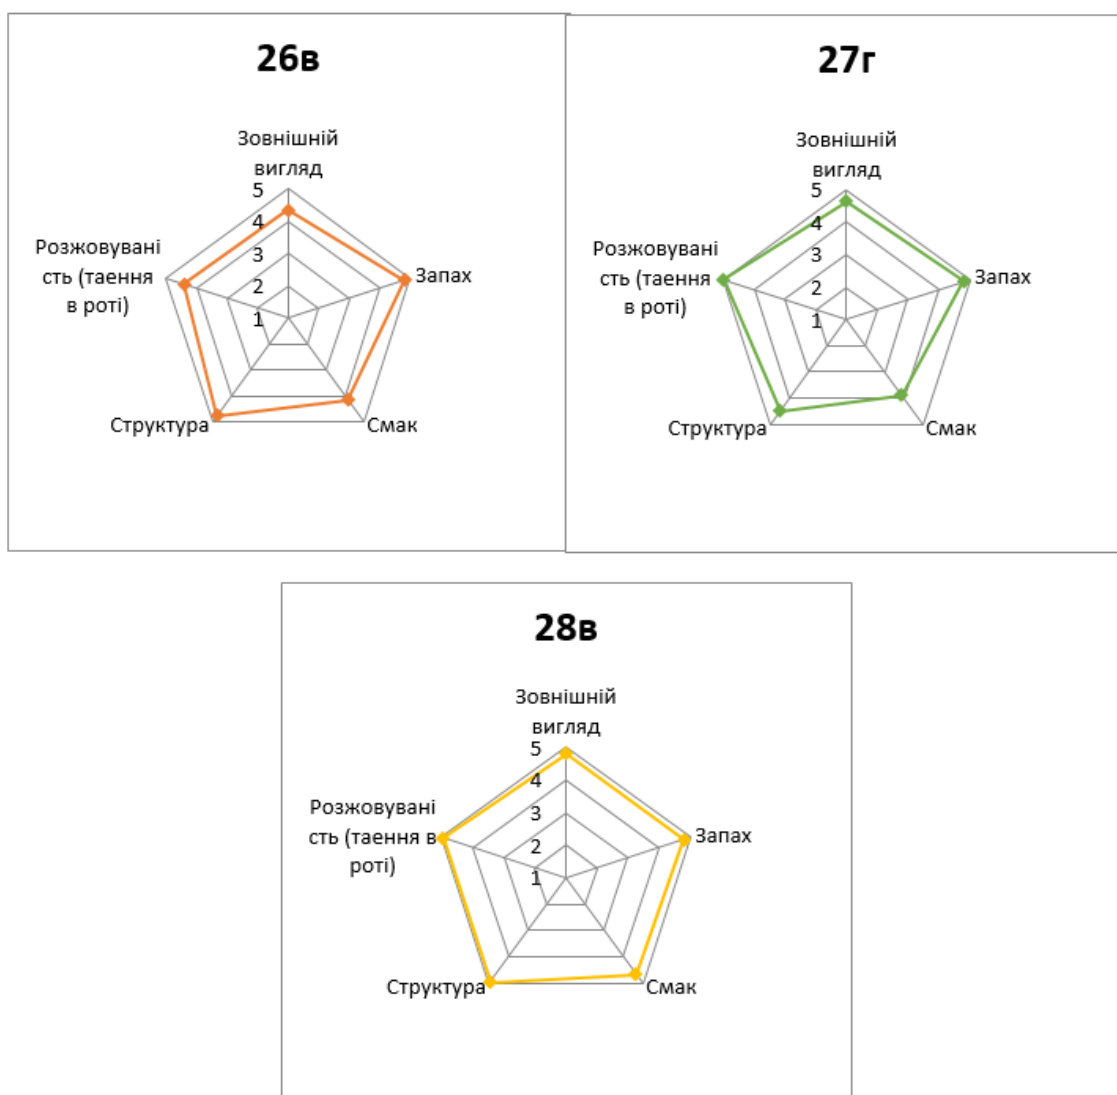 26в
Зовнішній
вигляд
5
4
3
2
1
Розжовувані
сть (таення
в роті)
Запах
Структура
Смак
27г
Зовнішній
вигляд
5
4
3
2
1
Розжовувані
сть (таення
в роті)
Запах
Структура
Смак
28в
Зовнішній
вигляд
5
4
3
2
1
Розжовувані
сть (таення в
роті)
Запах
Структура
Смак